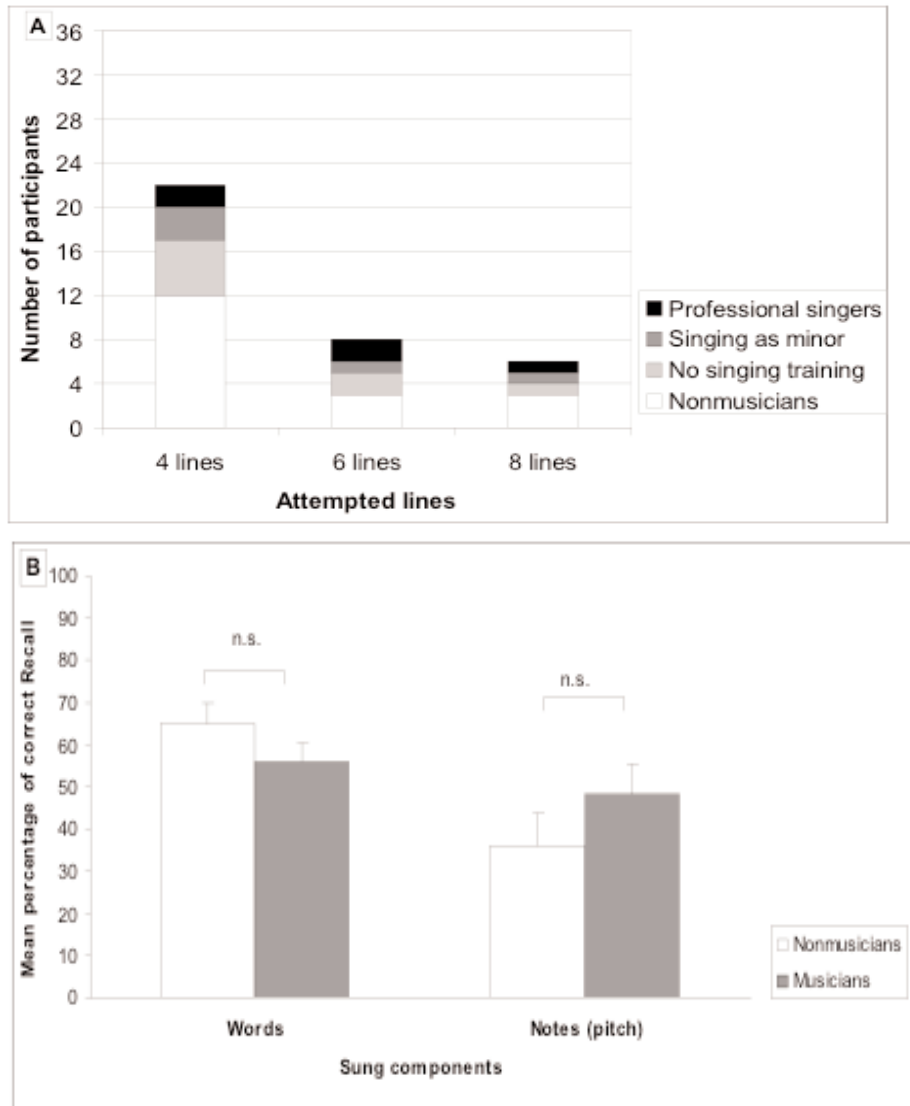 A
36
32
28
24
20
16
12
8
4
0
Number of participants
4 lines 6 lines 8 lines
Attempted lines
Professional singers
Singing as minor
No singing training
Nonmusicians
B
100
90
80
70
60
50
40
30
20
10
0
Mean percentage of correct Recall
n.s.
n.s.
Words Notes (pitch)
Sung components
Nonmusicians
Musicians